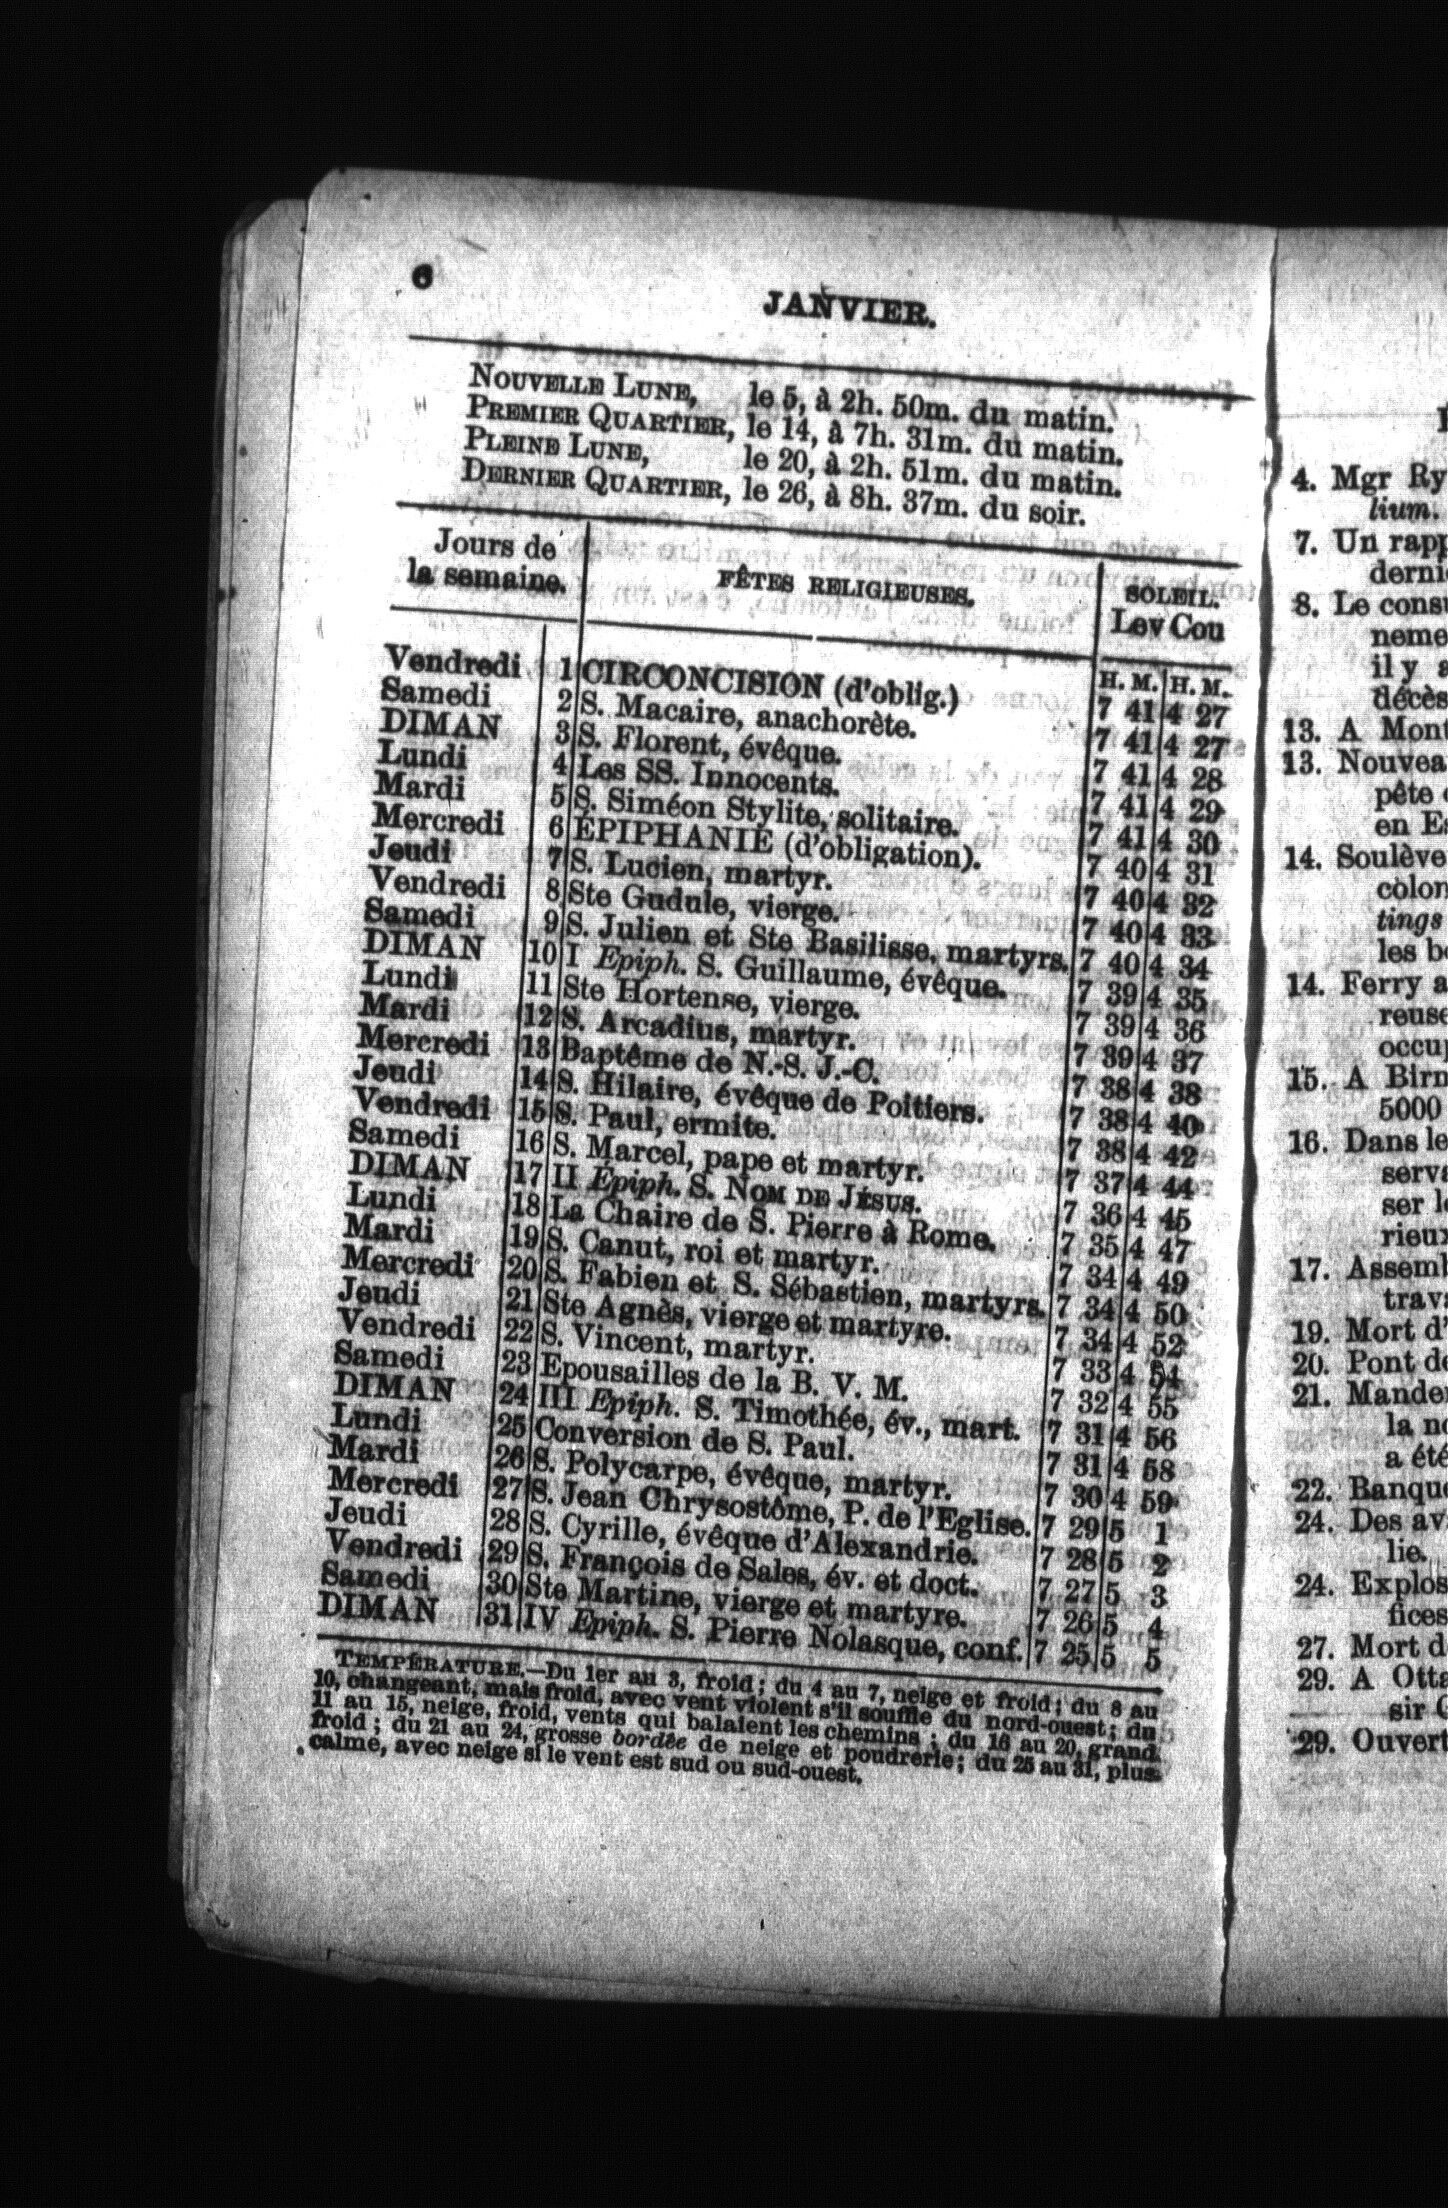 6
JANVIER.
NOUVELLE LUNE, le 5, à 2h. 50m. du matin.
PREMIER QUARTIER, le 14, à 7h. 31m. du matin.
PLEINE LUNE, le 20, à 2h. 51m. du matin.
DERNIER QUARTIER, le 26, à 8h. 37m. du soir.
Jours de la semaine. FÊTES RELIGIEUSES. SOLEIL. Lev Cou
H. M. H. M.
Vendredi 1 CIRCONCISION (d'oblig.) 7 41 4 27
Samedi 2 S. Macaire, anachorète. 7 41 4 27
DIMAN 3 S. Florent, évêque. 7 41 4 28
Lundi 4 Les SS. Innocents. 7 41 4 29
Mardi 5 S. Siméon Stylite, solitaire. 7 41 4 30
Mercredi 6 ÉPIPHANIE (d'obligation). 7 40 4 31
Jeudi 7 S. Lucien, martyr. 7 40 4 32
Vendredi 8 Ste Gudule, vierge. 7 40 4 33
Samedi 9 S. Julien et Ste Basilisse, martyrs. 7 40 4 34
DIMAN 10 I Epiph. S. Guillaume, évêque. 7 39 4 35
Lundi 11 Ste Hortense, vierge. 7 39 4 36
Mardi 12 S. Arcadius, martyr. 7 39 4 37
Mercredi 13 Baptême de N.-S. J.-C. 7 38 4 38
Jeudi 14 S. Hilaire, évêque de Poitiers. 7 38 4 40
Vendredi 15 S. Paul, ermite. 7 38 4 42
Samedi 16 S. Marcel, pape et martyr. 7 37 4 44
DIMAN 17 II Épiph. S. NOM DE JÉSUS. 7 36 4 45
Lundi 18 La Chaire de S. Pierre à Rome. 7 35 4 47
Mardi 19 S. Canut, roi et martyr. 7 34 4 49
Mercredi 20 S. Fabien et S. Sébastien, martyrs. 7 34 4 50
Jeudi 21 Ste Agnès, vierge et martyre. 7 34 4 52
Vendredi 22 S. Vincent, martyr. 7 33 4 54
Samedi 23 Epousailles de la B. V. M. 7 32 4 55
DIMAN 24 III Epiph. S. Timothée, év., mart. 7 31 4 56
Lundi 25 Conversion de S. Paul. 7 31 4 58
Mardi 26 S. Polycarpe, évêque, martyr. 7 30 4 59
Mercredi 27 S. Jean Chrysostôme, P. de l'Eglise. 7 29 5 1
Jeudi 28 S. Cyrille, évêque d'Alexandrie. 7 28 5 2
Vendredi 29 S. François de Sales, év. et doct. 7 27 5 3
Samedi 30 Ste Martine, vierge et martyre. 7 26 5 4
DIMAN 31 IV Epiph. S. Pierre Nolasque, conf. 7 25 5 5
TEMPÉRATURE.—Du 1er au 3, froid; du 4 au 7, neige et froid; du 8 au
10, changeant, mais froid, avec vent violent s'il souffle du nord-ouest; du
11 au 15, neige, froid, vents qui balaient les chemins; du 16 au 20, grand
froid; du 21 au 24, grosse bordée de neige et poudrerie; du 25 au 31, plus
calme, avec neige si le vent est sud ou sud-ouest.
4. Mgr Ry
lium.
7. Un rapp
derni
8. Le cons
neme
il y a
décès
13. A Mont
13. Nouvea
pête
en Es
14. Soulève
colon
tings
les bo
14. Ferry a
reuse
occup
15. A Birm
5000
16. Dans le
serva
ser le
rieux
17. Assemb
trava
19. Mort d'
20. Pont de
21. Mander
la no
a été
22. Banque
24. Des av
lie.
24. Explos
fices
27. Mort d
29. A Otta
sir
29. Ouvert